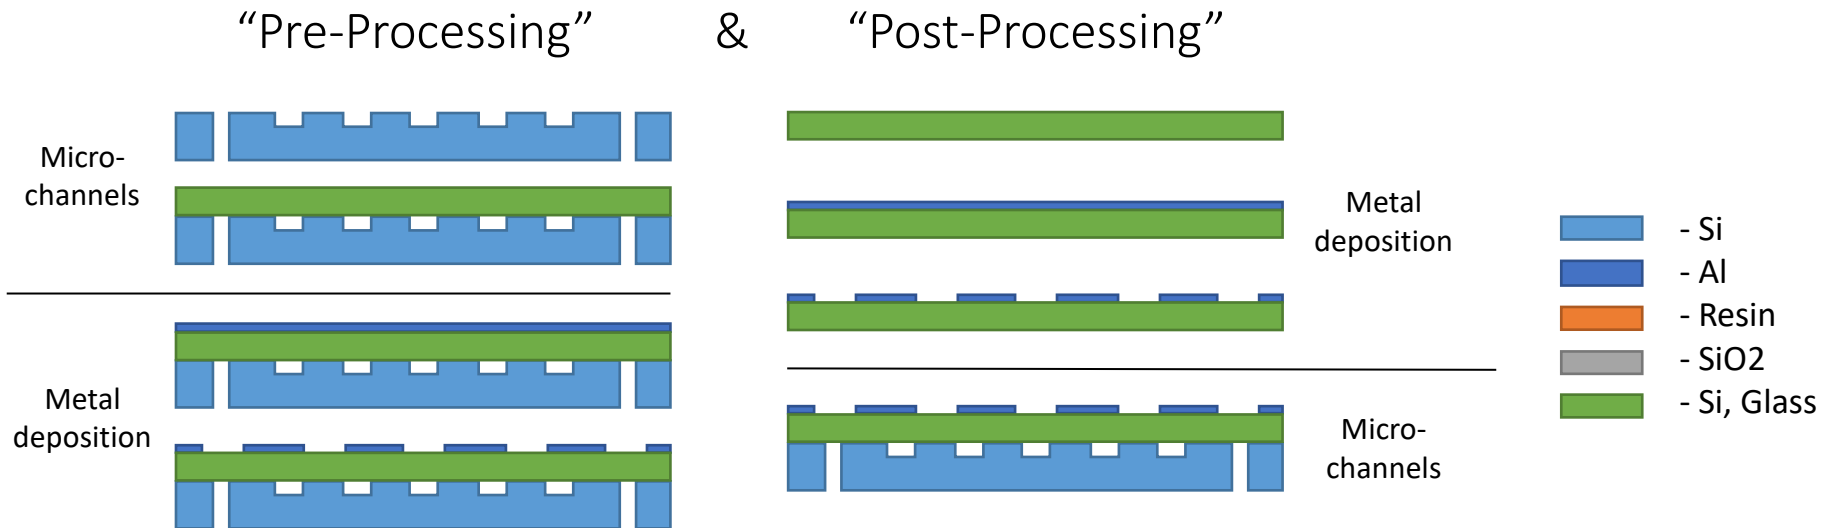 “Pre-Processing” & “Post-Processing”
Micro-
channels
Metal
deposition
Metal
deposition
Micro-
channels
- Si
- Al
- Resin
- SiO2
- Si, Glass